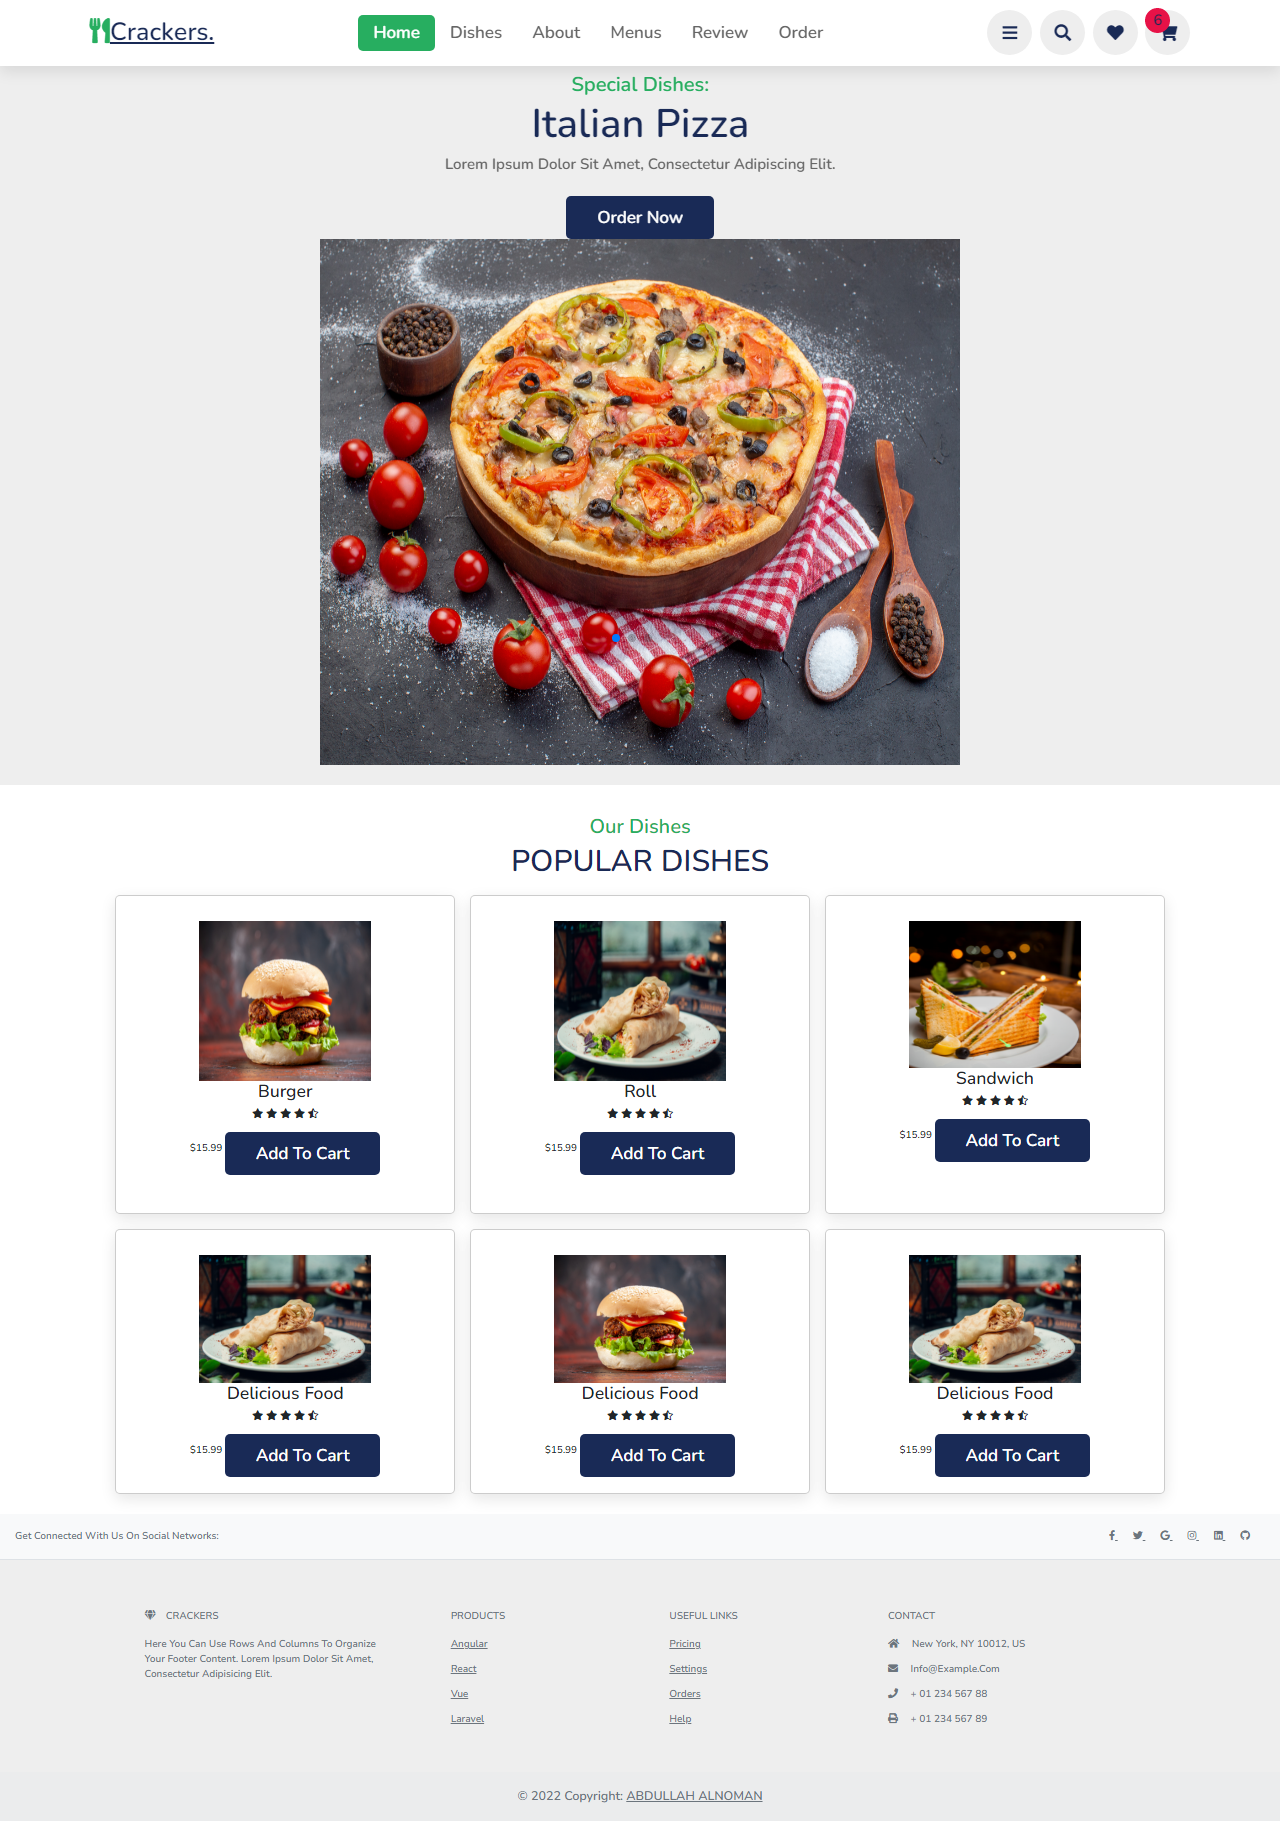 Crackers.
Home Dishes About Menus Review Order
6
Special Dishes:
Italian Pizza
Lorem Ipsum Dolor Sit Amet, Consectetur Adipiscing Elit.
Order Now
Our Dishes
POPULAR DISHES
Burger
$15.99 Add To Cart
Roll
$15.99 Add To Cart
Sandwich
$15.99 Add To Cart
Delicious Food
$15.99 Add To Cart
Delicious Food
$15.99 Add To Cart
Delicious Food
$15.99 Add To Cart
Get Connected With Us On Social Networks:
CRACKERS
Here You Can Use Rows And Columns To Organize
Your Footer Content. Lorem Ipsum Dolor Sit Amet,
Consectetur Adipisicing Elit.
PRODUCTS
Angular
React
Vue
Laravel
USEFUL LINKS
Pricing
Settings
Orders
Help
CONTACT
New York, NY 10012, US
Info@Example.Com
+ 01 234 567 88
+ 01 234 567 89
© 2022 Copyright: ABDULLAH ALNOMAN